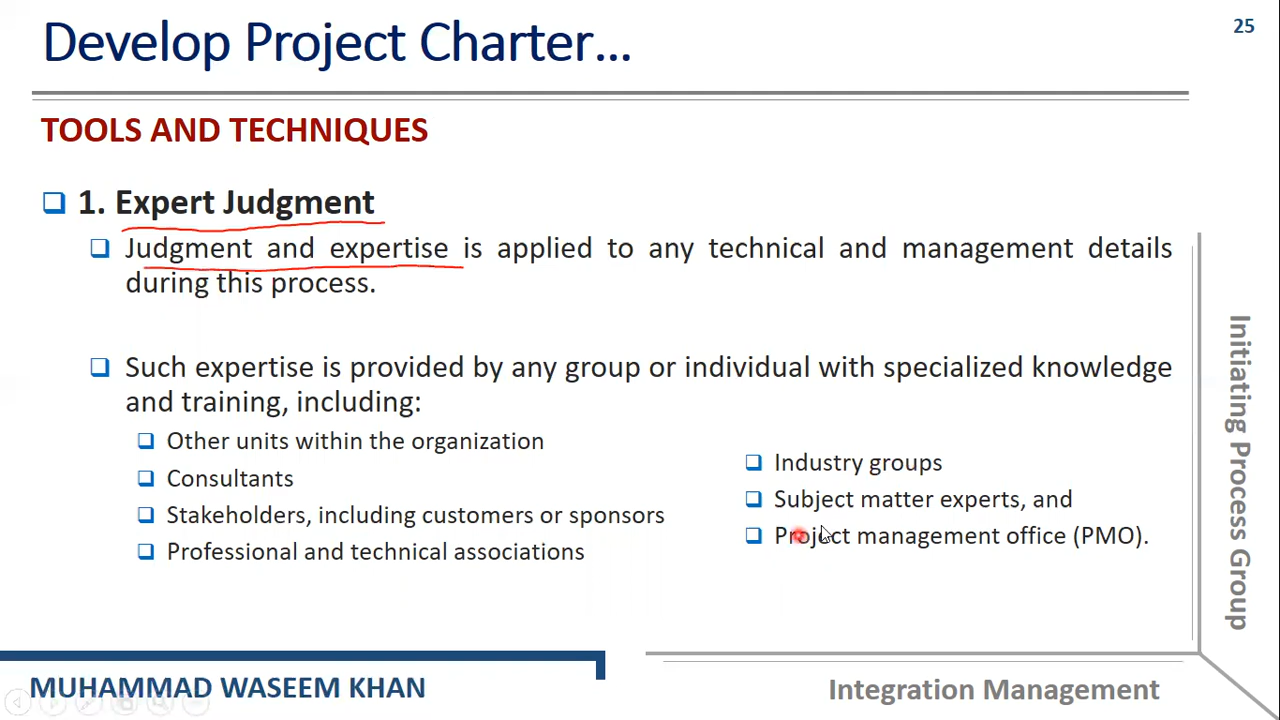 Develop Project Charter...
25
TOOLS AND TECHNIQUES
1. Expert Judgment
Judgment and expertise is applied to any technical and management details
during this process.
Such expertise is provided by any group or individual with specialized knowledge
and training, including:
Other units within the organization
Consultants
Stakeholders, including customers or sponsors
Professional and technical associations
Industry groups
Subject matter experts, and
Project management office (PMO).
Initiating Process Group
MUHAMMAD WASEEM KHAN
Integration Management